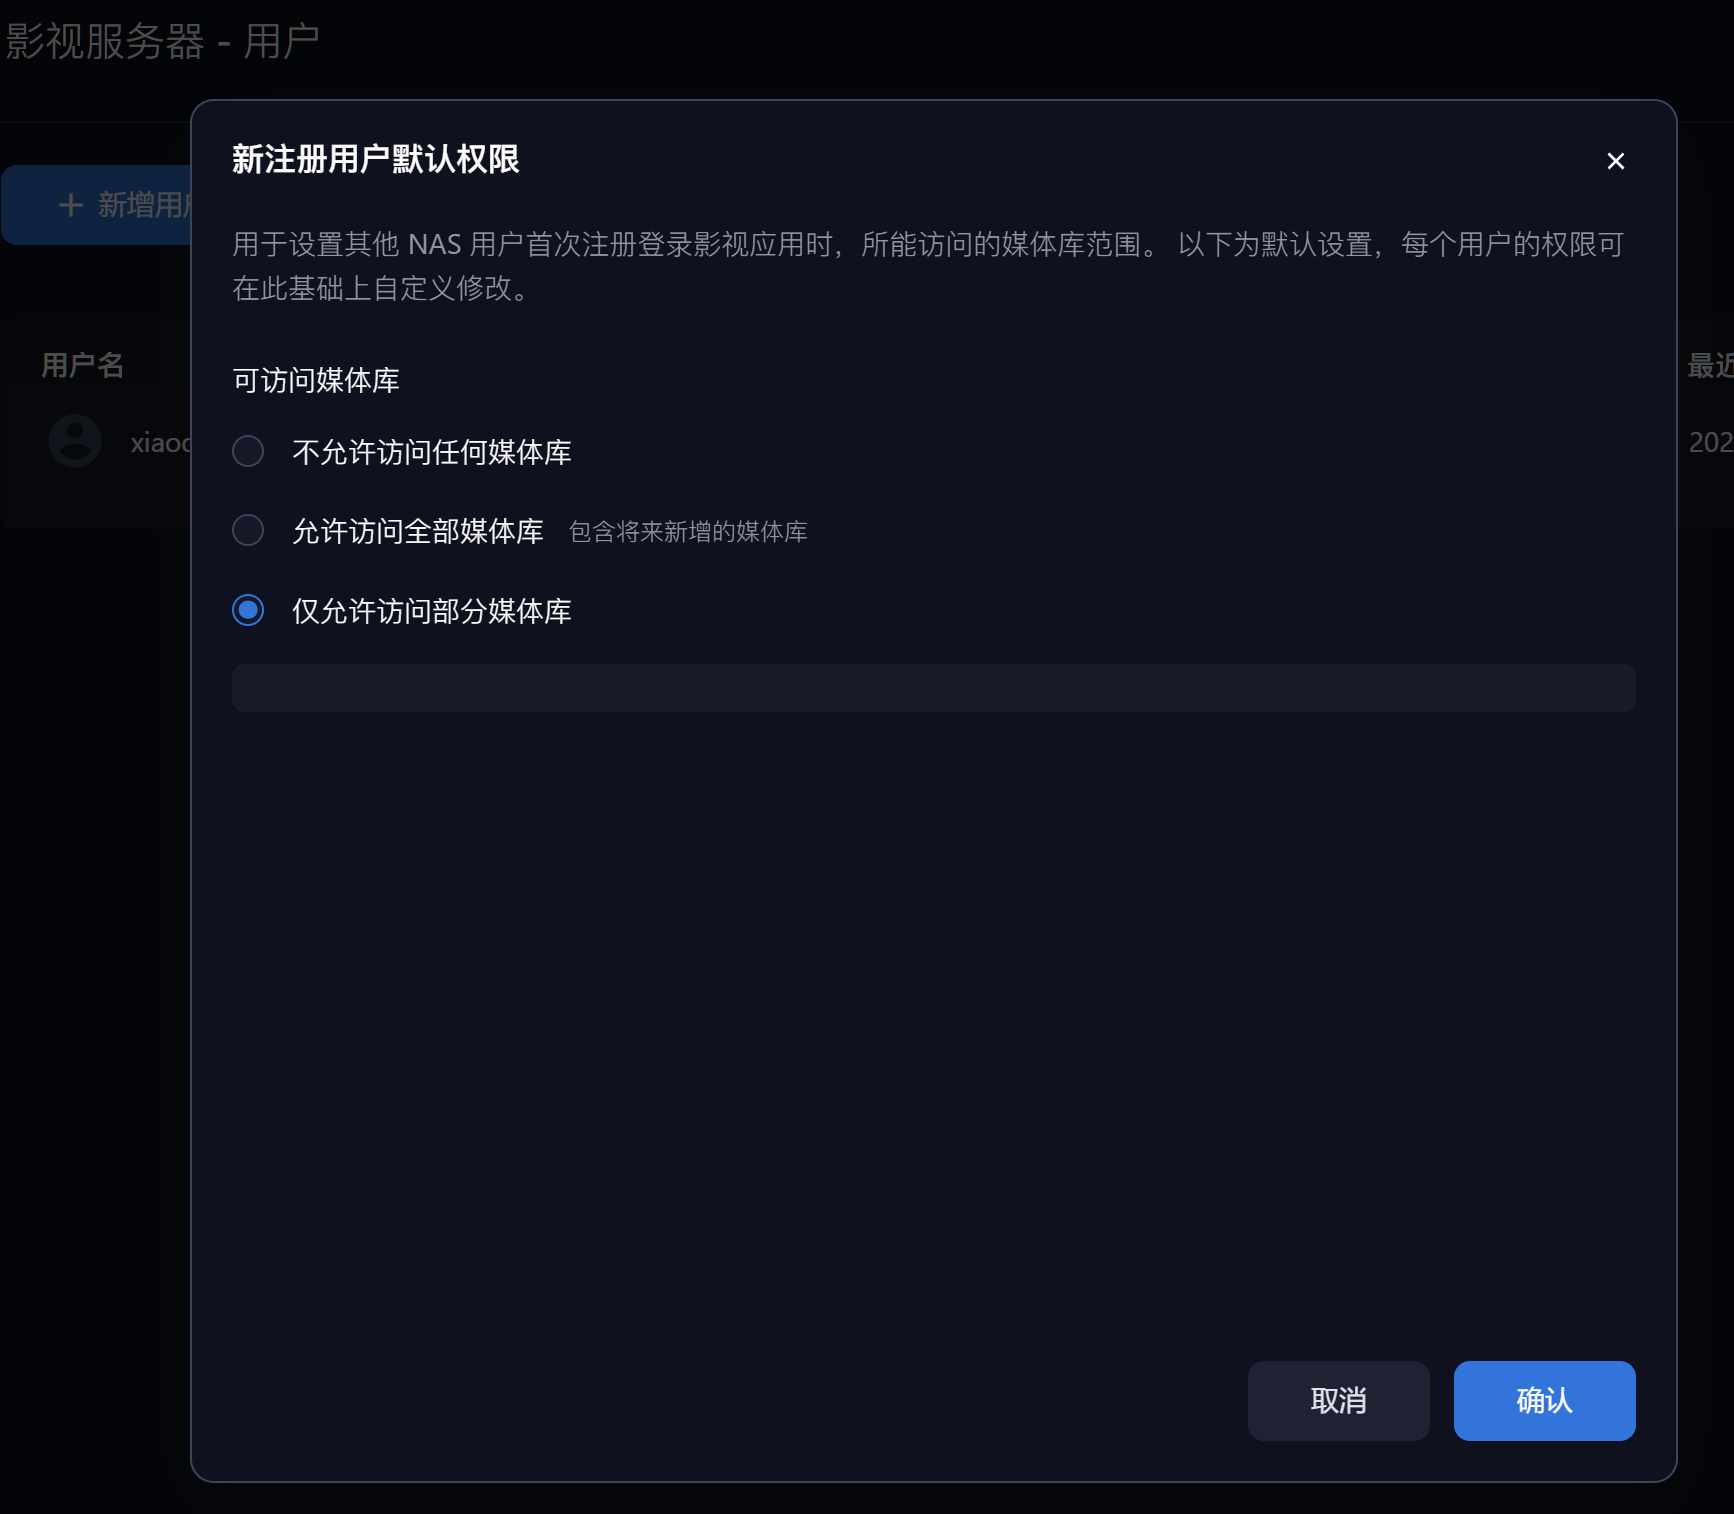 影视服务器 - 用户
新注册用户默认权限
新增用
用于设置其他 NAS 用户首次注册登录影视应用时，所能访问的媒体库范围。 以下为默认设置，每个用户的权限可
在此基础上自定义修改。
用户名
最近
可访问媒体库
xiao
202
不允许访问任何媒体库
允许访问全部媒体库 包含将来新增的媒体库
仅允许访问部分媒体库
取消
确认